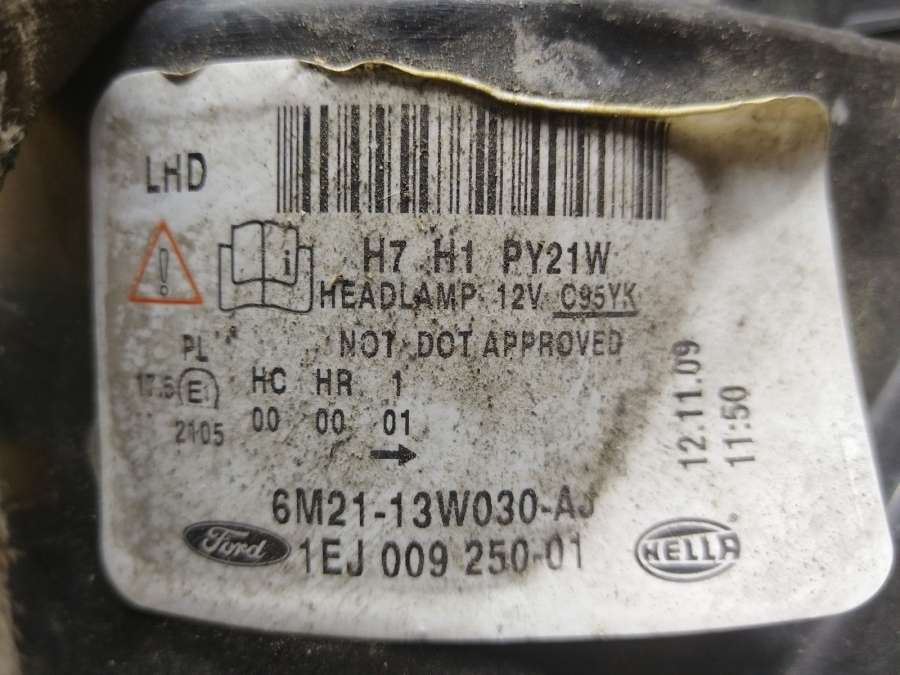 LHD
i
H7 H1 PY21W
HEADLAMP 12V C95YK
NOT DOT APPROVED
PL
17.5 HC HR 1
2105 00 00 01
12.11.09
11:50
6M21-13W030-AJ
Ford 1EJ 009 250-01 HELLA